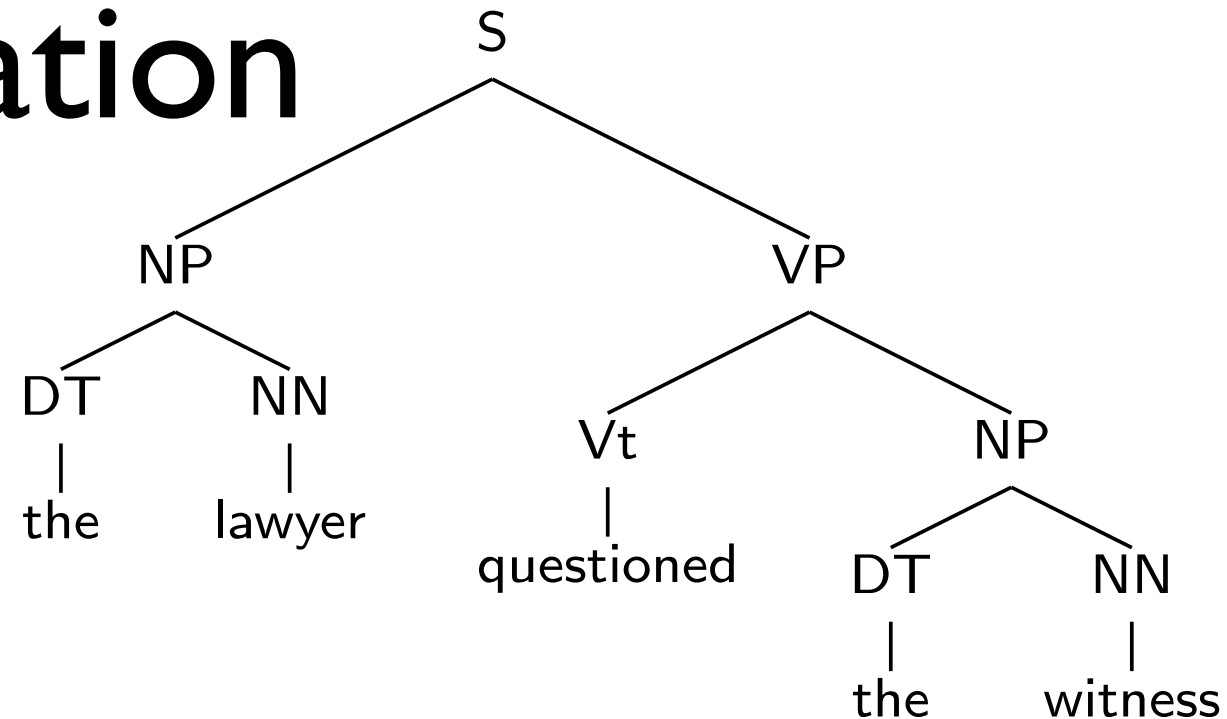 ation
S
NP VP
DT NN
Vt NP
the lawyer
questioned
DT NN
the witness